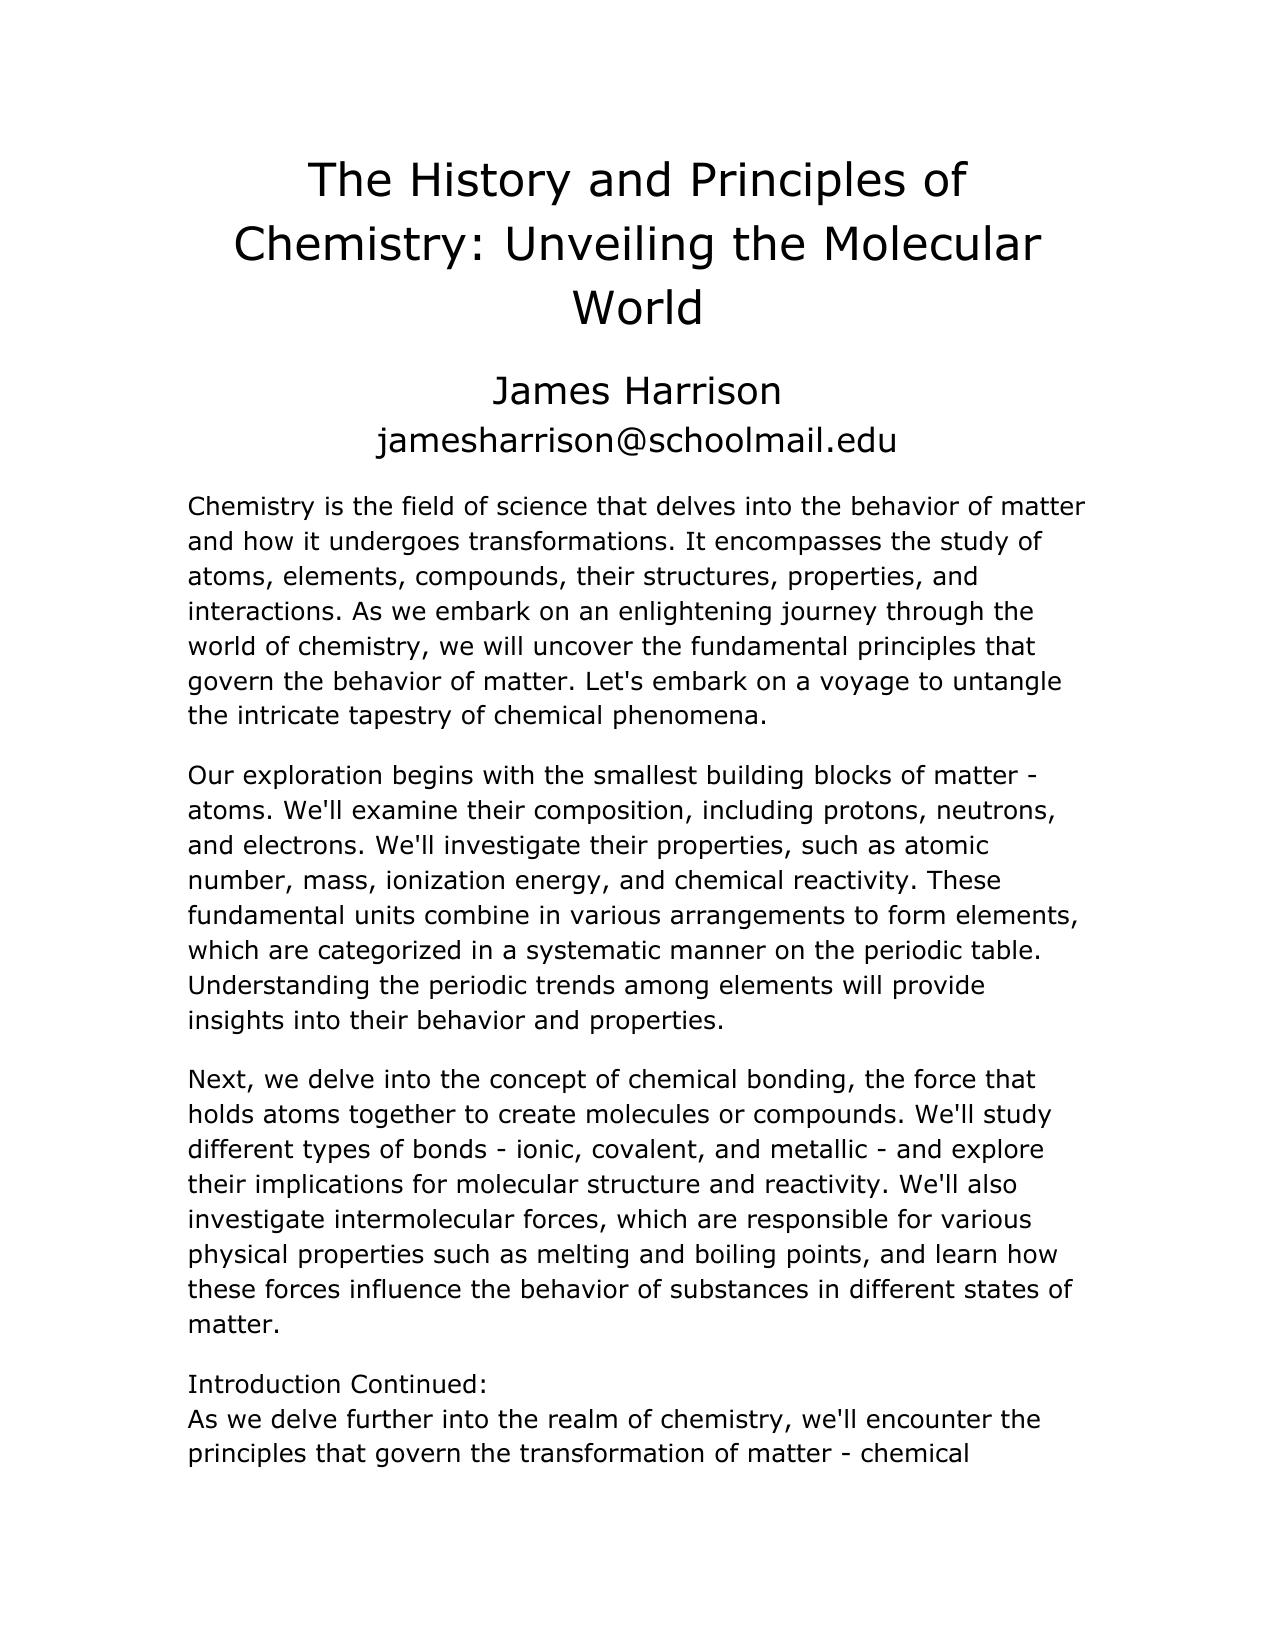 The History and Principles of
Chemistry: Unveiling the Molecular
World
James Harrison
jamesharrison@schoolmail.edu
Chemistry is the field of science that delves into the behavior of matter
and how it undergoes transformations. It encompasses the study of
atoms, elements, compounds, their structures, properties, and
interactions. As we embark on an enlightening journey through the
world of chemistry, we will uncover the fundamental principles that
govern the behavior of matter. Let's embark on a voyage to untangle
the intricate tapestry of chemical phenomena.
Our exploration begins with the smallest building blocks of matter -
atoms. We'll examine their composition, including protons, neutrons,
and electrons. We'll investigate their properties, such as atomic
number, mass, ionization energy, and chemical reactivity. These
fundamental units combine in various arrangements to form elements,
which are categorized in a systematic manner on the periodic table.
Understanding the periodic trends among elements will provide
insights into their behavior and properties.
Next, we delve into the concept of chemical bonding, the force that
holds atoms together to create molecules or compounds. We'll study
different types of bonds - ionic, covalent, and metallic - and explore
their implications for molecular structure and reactivity. We'll also
investigate intermolecular forces, which are responsible for various
physical properties such as melting and boiling points, and learn how
these forces influence the behavior of substances in different states of
matter.
Introduction Continued:
As we delve further into the realm of chemistry, we'll encounter the
principles that govern the transformation of matter - chemical